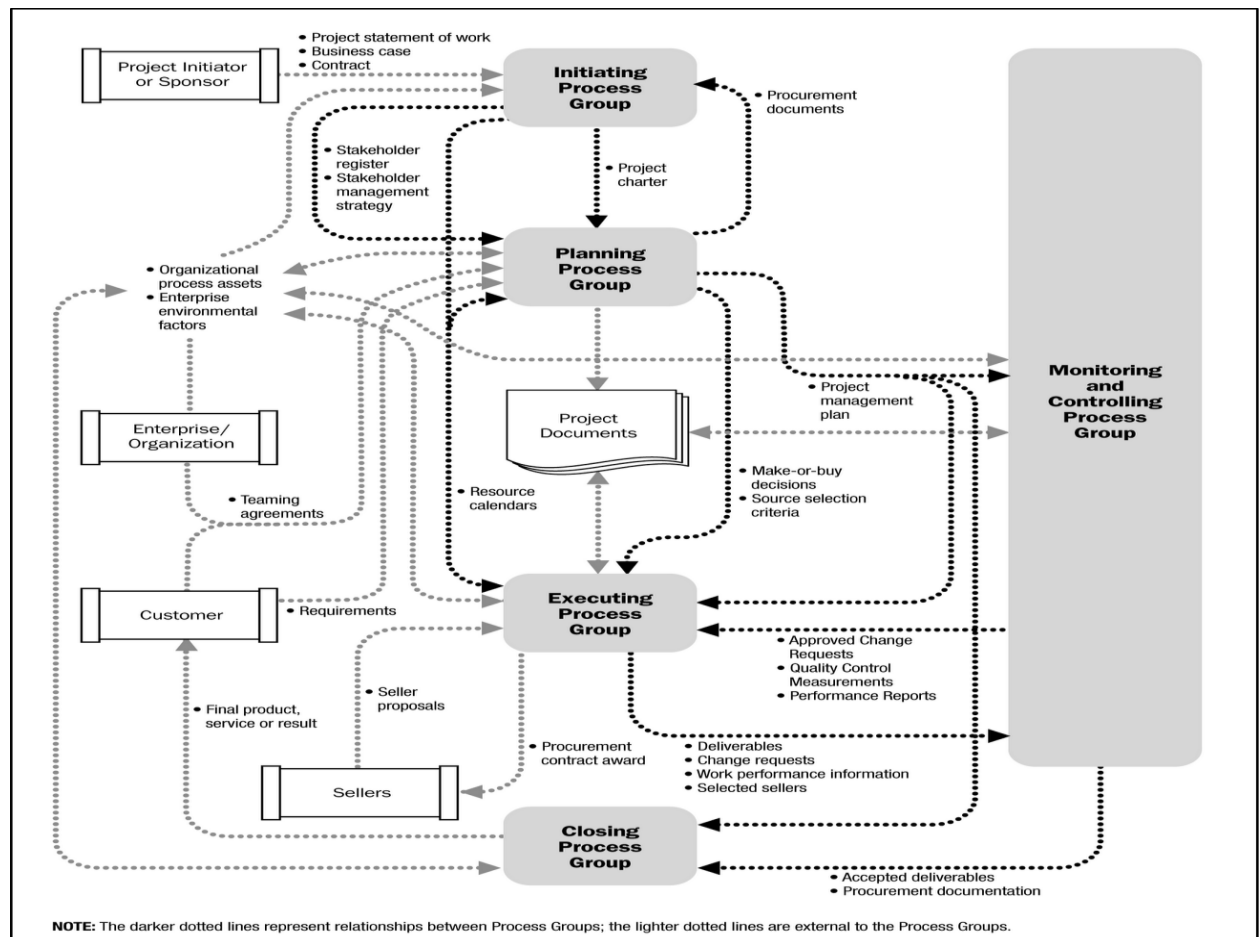 • Project statement of work
• Business case
• Contract
Project Initiator
or Sponsor
Initiating
Process
Group
• Procurement
documents
• Stakeholder
register
• Stakeholder
management
strategy
• Project
charter
Planning
Process
Group
• Organizational
process assets
• Enterprise
environmental
factors
Monitoring
and
Controlling
Process
Group
• Project
management
plan
Project
Documents
Enterprise/
Organization
• Teaming
agreements
• Resource
calendars
• Make-or-buy
decisions
• Source selection
criteria
Customer
• Requirements
Executing
Process
Group
• Approved Change
Requests
• Quality Control
Measurements
• Performance Reports
• Seller
proposals
• Final product,
service or result
• Procurement
contract award
• Deliverables
• Change requests
• Work performance information
• Selected sellers
Sellers
Closing
Process
Group
• Accepted deliverables
• Procurement documentation
NOTE: The darker dotted lines represent relationships between Process Groups; the lighter dotted lines are external to the Process Groups.